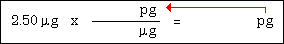 2.50 µg x pg / µg = pg